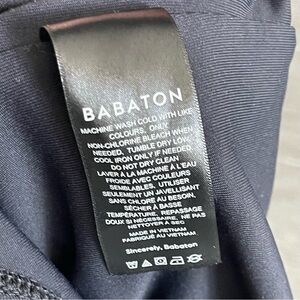 BABATON
MACHINE WASH COLD WITH LIKE
COLOURS. ONLY
NON-CHLORINE BLEACH WHEN
NEEDED. TUMBLE DRY LOW.
COOL IRON ONLY IF NEEDED
DO NOT DRY CLEAN
LAVER À LA MACHINE À L'EAU
FROIDE AVEC COULEURS
SEMBLABLES. UTILISER
SEULEMENT UN JAVELLISANT
SANS CHLORE AU BESOIN.
SÉCHER À BASSE
TEMPÉRATURE. REPASSAGE
DOUX SI NÉCESSAIRE. NE PAS
NETTOYER À SEC
MADE IN VIETNAM
FABRIQUÉ AU VIETNAM
Sincerely, Babaton